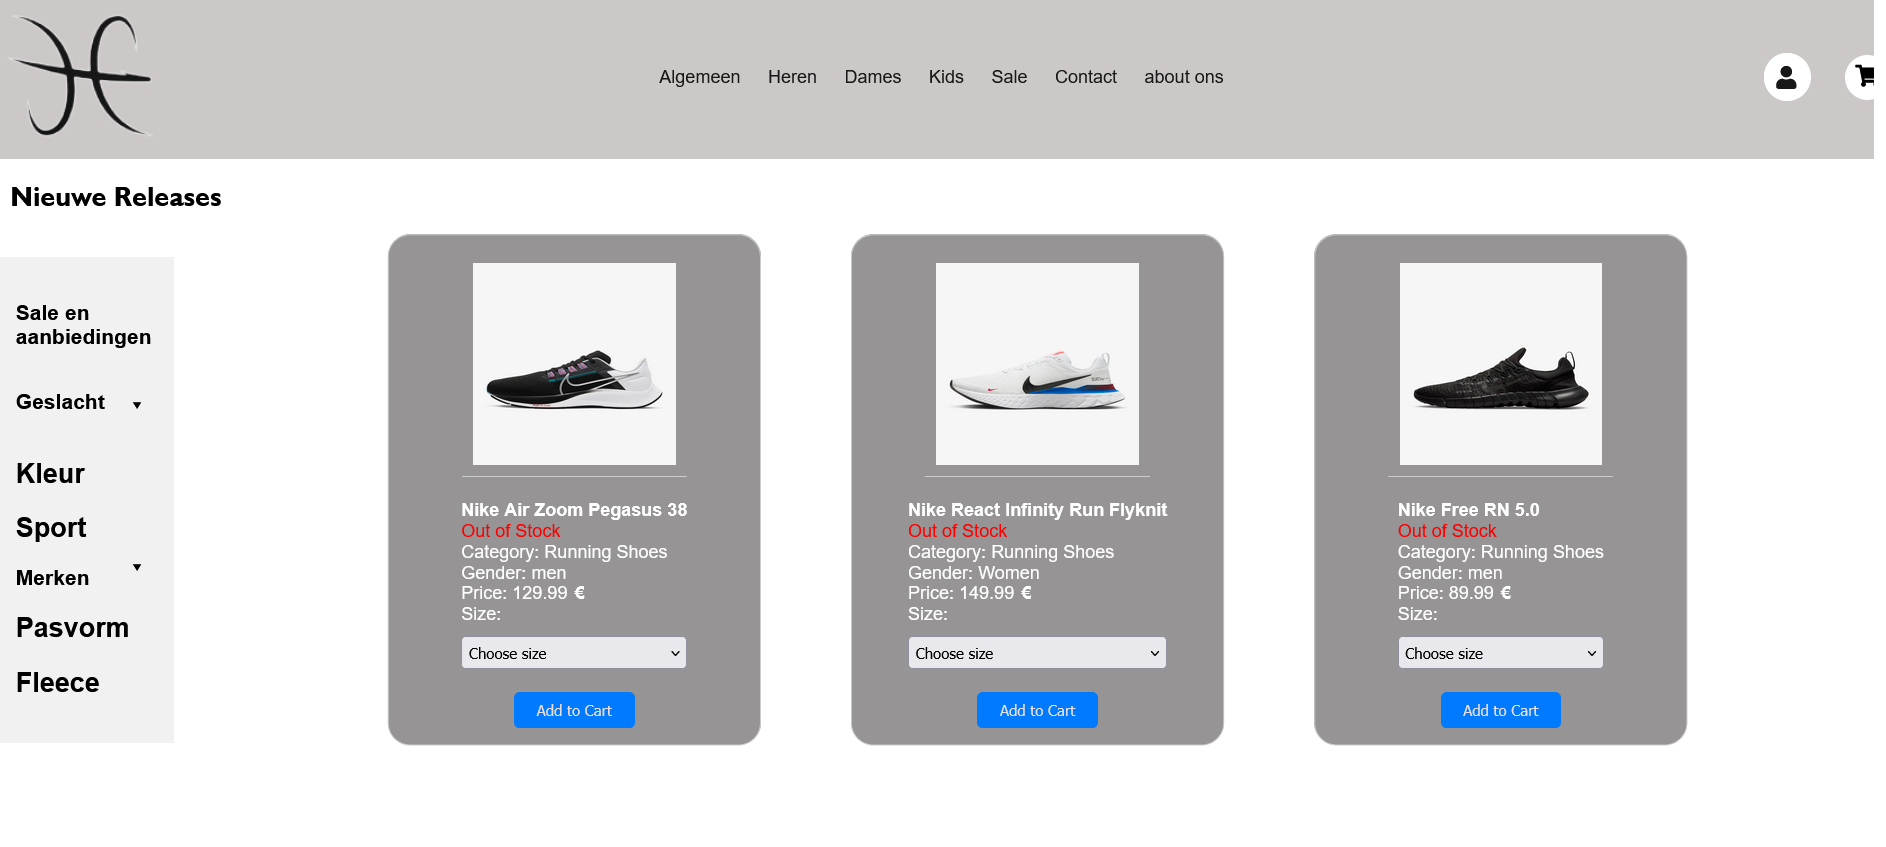 Algemeen Heren Dames Kids Sale Contact about ons
Nieuwe Releases
Sale en
aanbiedingen
Geslacht
Kleur
Sport
Merken
Pasvorm
Fleece
Nike Air Zoom Pegasus 38
Out of Stock
Category: Running Shoes
Gender: men
Price: 129.99 €
Size:
Choose size
Add to Cart
Nike React Infinity Run Flyknit
Out of Stock
Category: Running Shoes
Gender: Women
Price: 149.99 €
Size:
Choose size
Add to Cart
Nike Free RN 5.0
Out of Stock
Category: Running Shoes
Gender: men
Price: 89.99 €
Size:
Choose size
Add to Cart